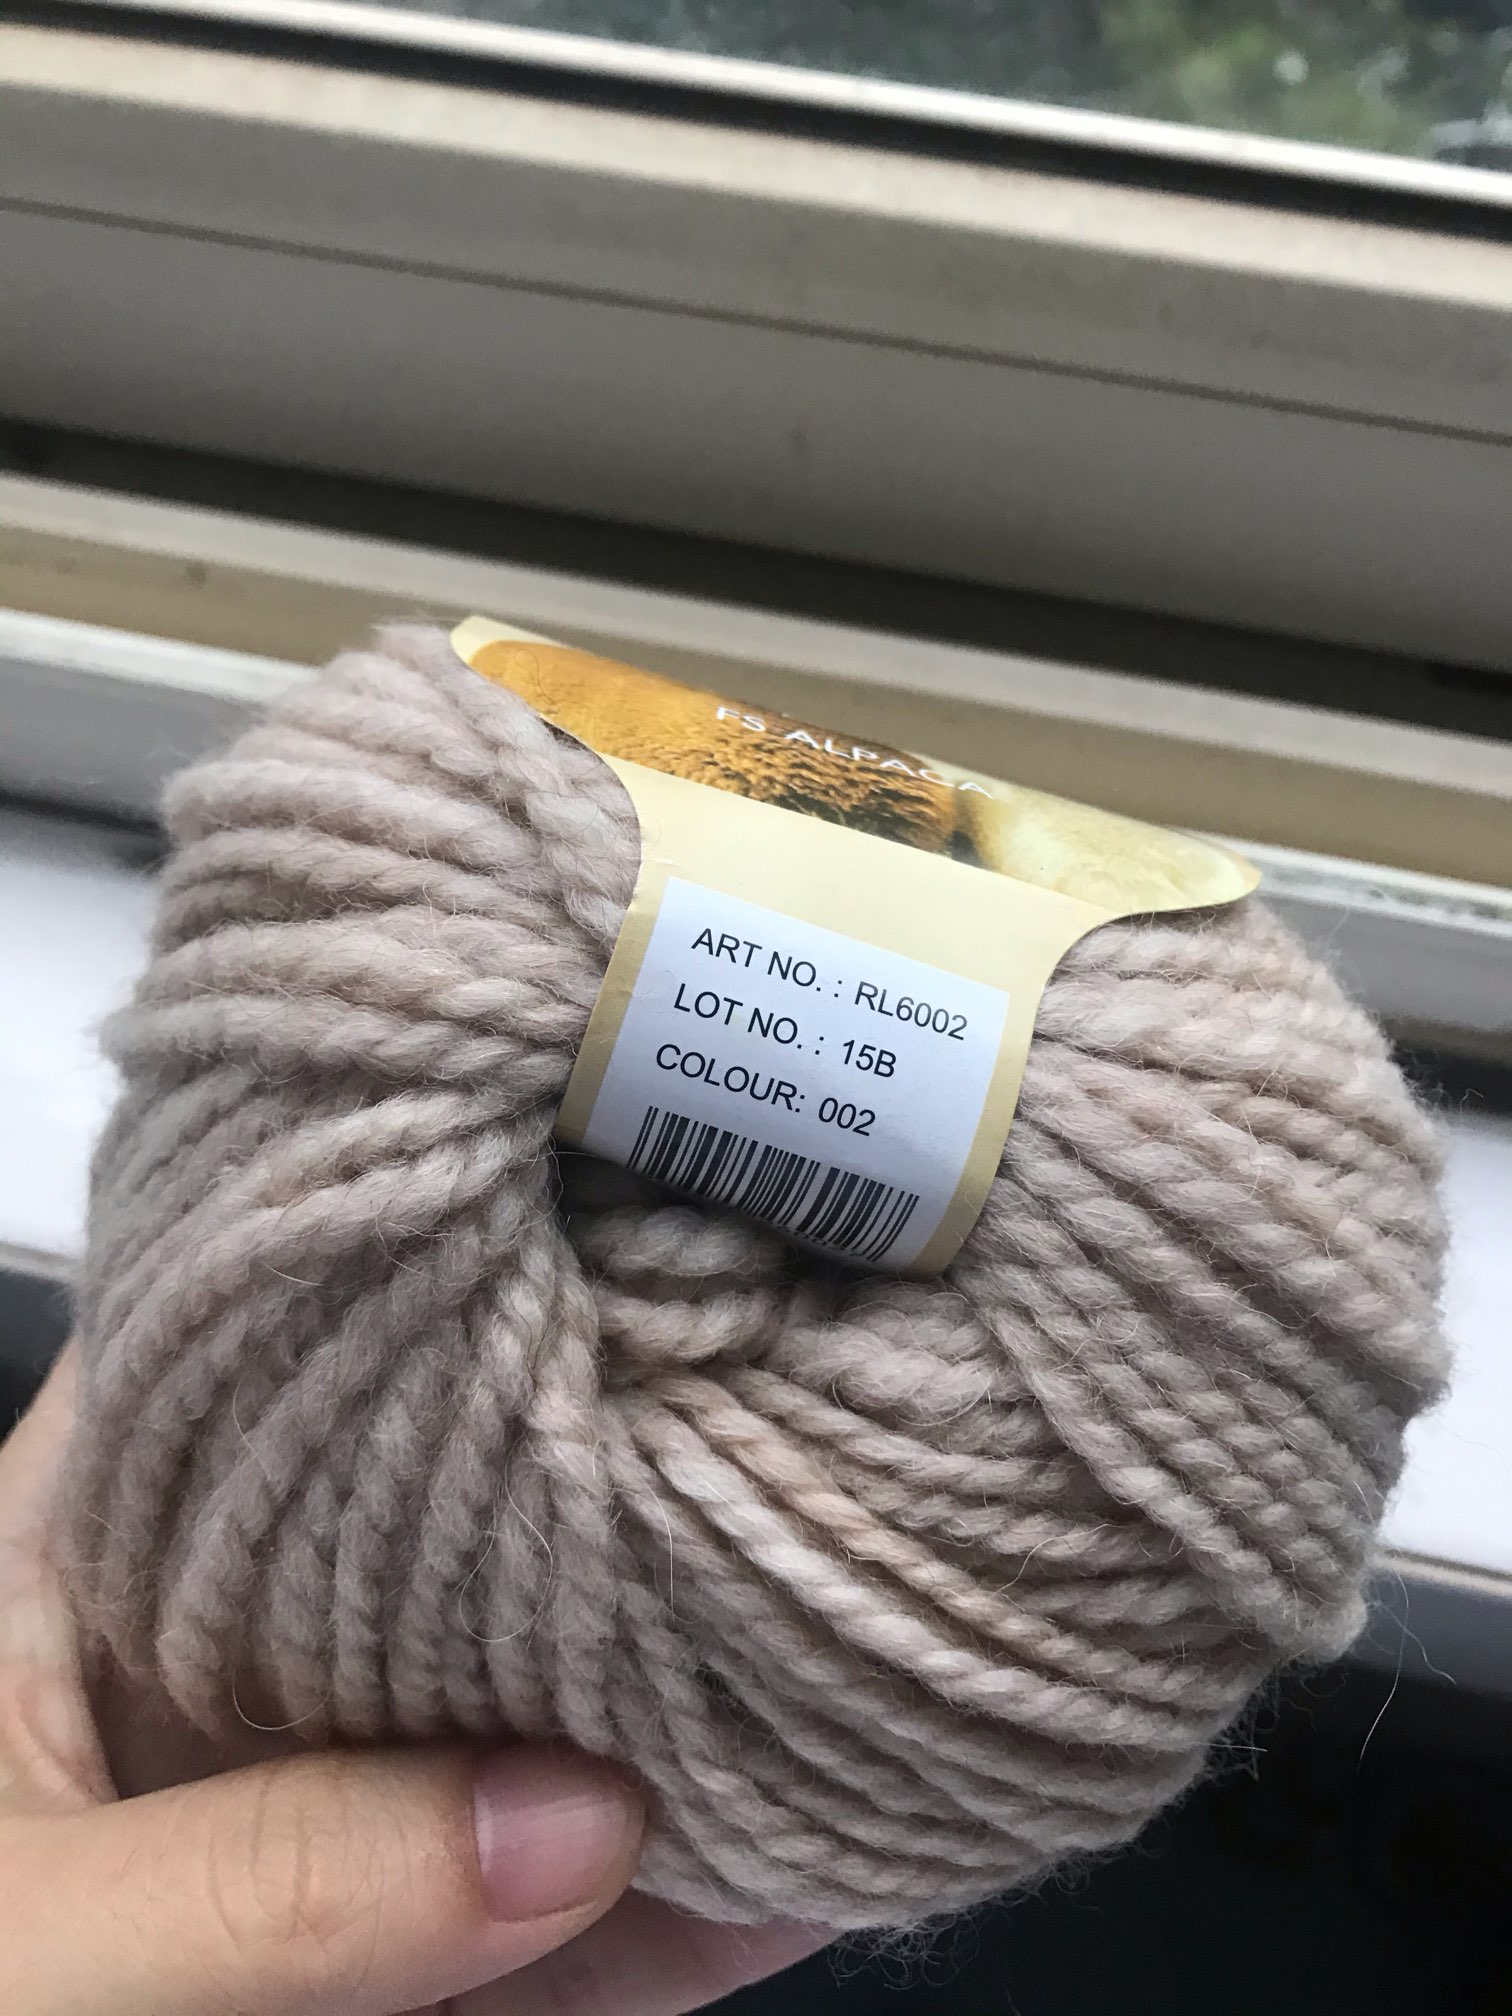 FS ALPACA
ART NO. : RL6002
LOT NO. : 15B
COLOUR: 002